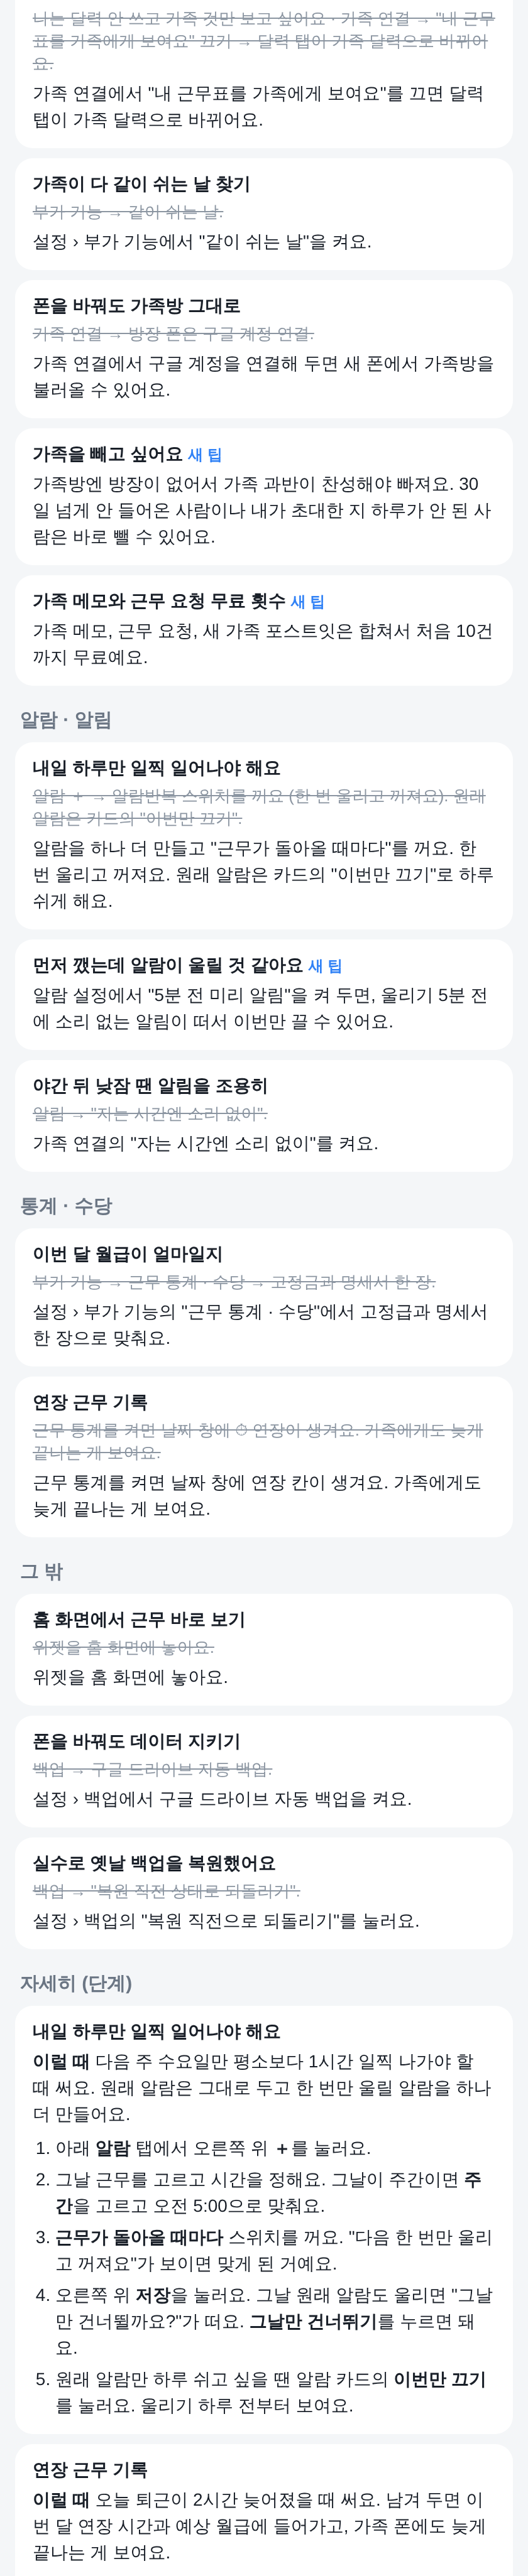 나는 달력 안 쓰고 가족 것만 보고 싶어요 · 가족 연결 → "내 근무
표를 가족에게 보여요" 끄기 → 달력 탭이 가족 달력으로 바뀌어
요.
가족 연결에서 "내 근무표를 가족에게 보여요"를 끄면 달력
탭이 가족 달력으로 바뀌어요.
가족이 다 같이 쉬는 날 찾기
부가 기능 → 같이 쉬는 날.
설정 › 부가 기능에서 "같이 쉬는 날"을 켜요.
폰을 바꿔도 가족방 그대로
가족 연결 → 방장 폰은 구글 계정 연결.
가족 연결에서 구글 계정을 연결해 두면 새 폰에서 가족방을
불러올 수 있어요.
가족을 빼고 싶어요 새 팁
가족방엔 방장이 없어서 가족 과반이 찬성해야 빠져요. 30
일 넘게 안 들어온 사람이나 내가 초대한 지 하루가 안 된 사
람은 바로 뺄 수 있어요.
가족 메모와 근무 요청 무료 횟수 새 팁
가족 메모, 근무 요청, 새 가족 포스트잇은 합쳐서 처음 10건
까지 무료예요.
알람 · 알림
내일 하루만 일찍 일어나야 해요
알람 ＋ → 알람반복 스위치를 끄요 (한 번 울리고 꺼져요). 원래
알람은 카드의 "이번만 끄기".
알람을 하나 더 만들고 "근무가 돌아올 때마다"를 꺼요. 한
번 울리고 꺼져요. 원래 알람은 카드의 "이번만 끄기"로 하루
쉬게 해요.
먼저 깼는데 알람이 울릴 것 같아요 새 팁
알람 설정에서 "5분 전 미리 알림"을 켜 두면, 울리기 5분 전
에 소리 없는 알림이 떠서 이번만 끌 수 있어요.
야간 뒤 낮잠 땐 알림을 조용히
알림 → "자는 시간엔 소리 없이".
가족 연결의 "자는 시간엔 소리 없이"를 켜요.
통계 · 수당
이번 달 월급이 얼마일지
부가 기능 → 근무 통계 · 수당 → 고정금과 명세서 한 장.
설정 › 부가 기능의 "근무 통계 · 수당"에서 고정급과 명세서
한 장으로 맞춰요.
연장 근무 기록
근무 통계를 켜면 날짜 창에 ⏱ 연장이 생겨요. 가족에게도 늦게
끝나는 게 보여요.
근무 통계를 켜면 날짜 창에 연장 칸이 생겨요. 가족에게도
늦게 끝나는 게 보여요.
그 밖
홈 화면에서 근무 바로 보기
위젯을 홈 화면에 놓아요.
위젯을 홈 화면에 놓아요.
폰을 바꿔도 데이터 지키기
백업 → 구글 드라이브 자동 백업.
설정 › 백업에서 구글 드라이브 자동 백업을 켜요.
실수로 옛날 백업을 복원했어요
백업 → "복원 직전 상태로 되돌리기".
설정 › 백업의 "복원 직전으로 되돌리기"를 눌러요.
자세히 (단계)
내일 하루만 일찍 일어나야 해요
이럴 때 다음 주 수요일만 평소보다 1시간 일찍 나가야 할
때 써요. 원래 알람은 그대로 두고 한 번만 울릴 알람을 하나
더 만들어요.
1. 아래 알람 탭에서 오른쪽 위 ＋를 눌러요.
2. 그날 근무를 고르고 시간을 정해요. 그날이 주간이면 주
간을 고르고 오전 5:00으로 맞춰요.
3. 근무가 돌아올 때마다 스위치를 꺼요. "다음 한 번만 울리
고 꺼져요"가 보이면 맞게 된 거예요.
4. 오른쪽 위 저장을 눌러요. 그날 원래 알람도 울리면 "그날
만 건너뛸까요?"가 떠요. 그날만 건너뛰기를 누르면 돼
요.
5. 원래 알람만 하루 쉬고 싶을 땐 알람 카드의 이번만 끄기
를 눌러요. 울리기 하루 전부터 보여요.
연장 근무 기록
이럴 때 오늘 퇴근이 2시간 늦어졌을 때 써요. 남겨 두면 이
번 달 연장 시간과 예상 월급에 들어가고, 가족 폰에도 늦게
끝나는 게 보여요.